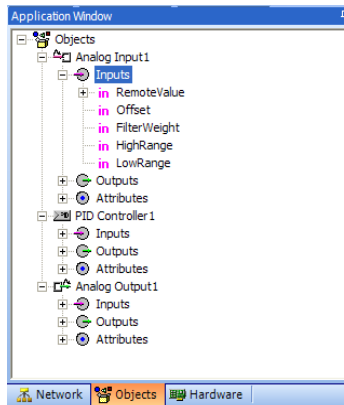 Application Window
Objects
Analog Input1
Inputs
in RemoteValue
in Offset
in FilterWeight
in HighRange
in LowRange
Outputs
Attributes
PID Controller1
Inputs
Outputs
Attributes
Analog Output1
Inputs
Outputs
Attributes
Network Objects Hardware